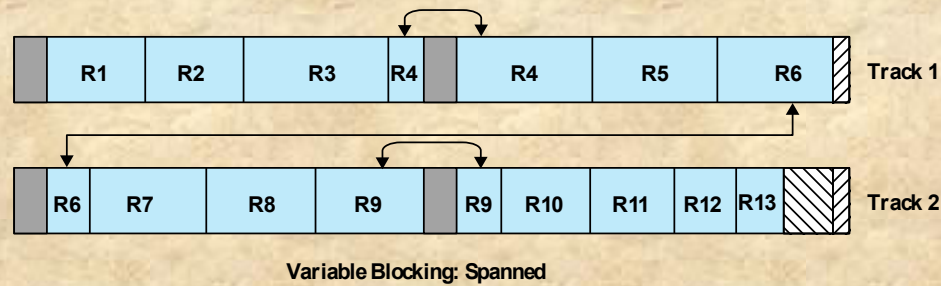 R1 R2 R3 R4 R4 R5 R6 Track 1
R6 R7 R8 R9 R9 R10 R11 R12 R13 Track 2
Variable Blocking: Spanned